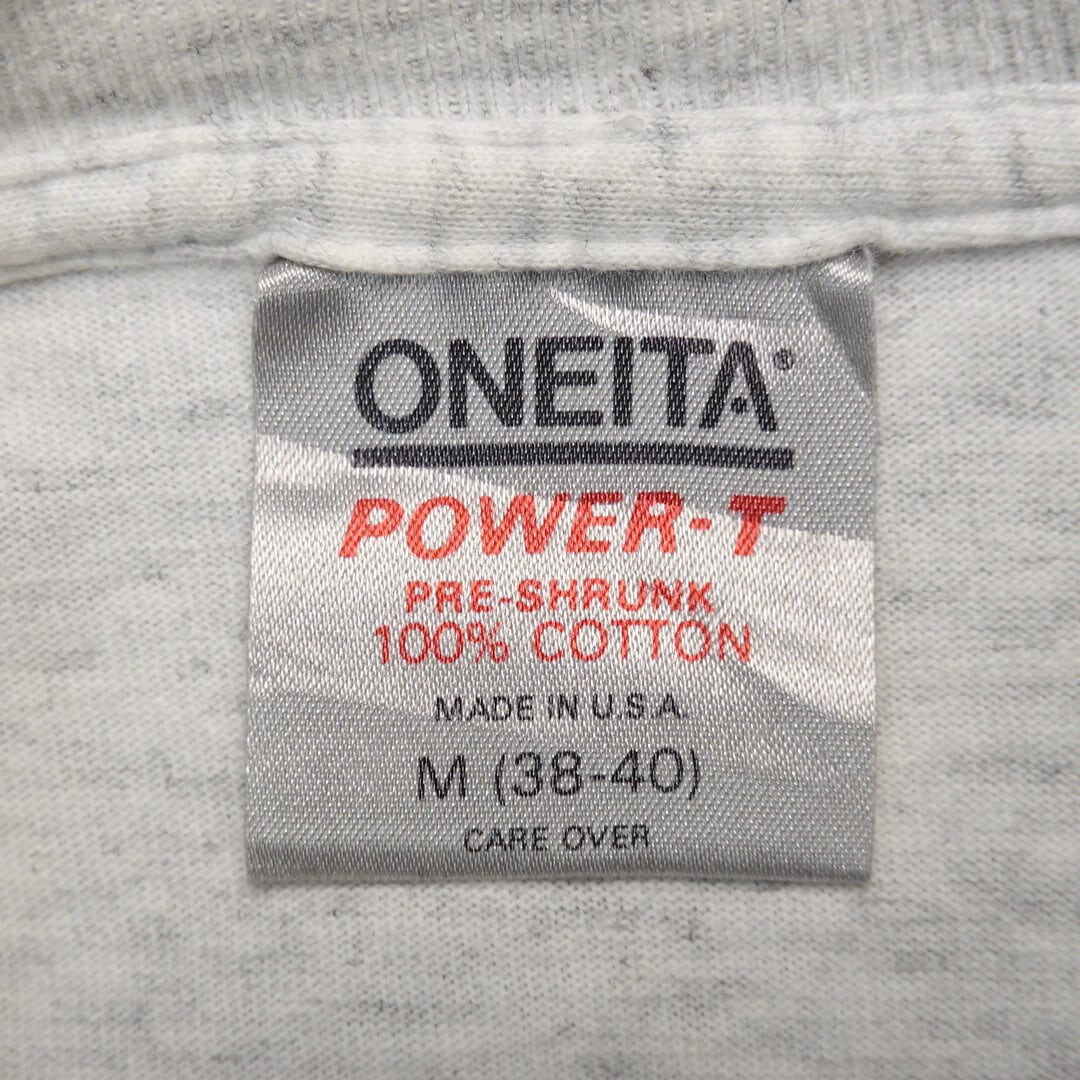 ONEITA®
POWER-T
PRE-SHRUNK
100% COTTON
MADE IN U.S.A.
M (38-40)
CARE OVER